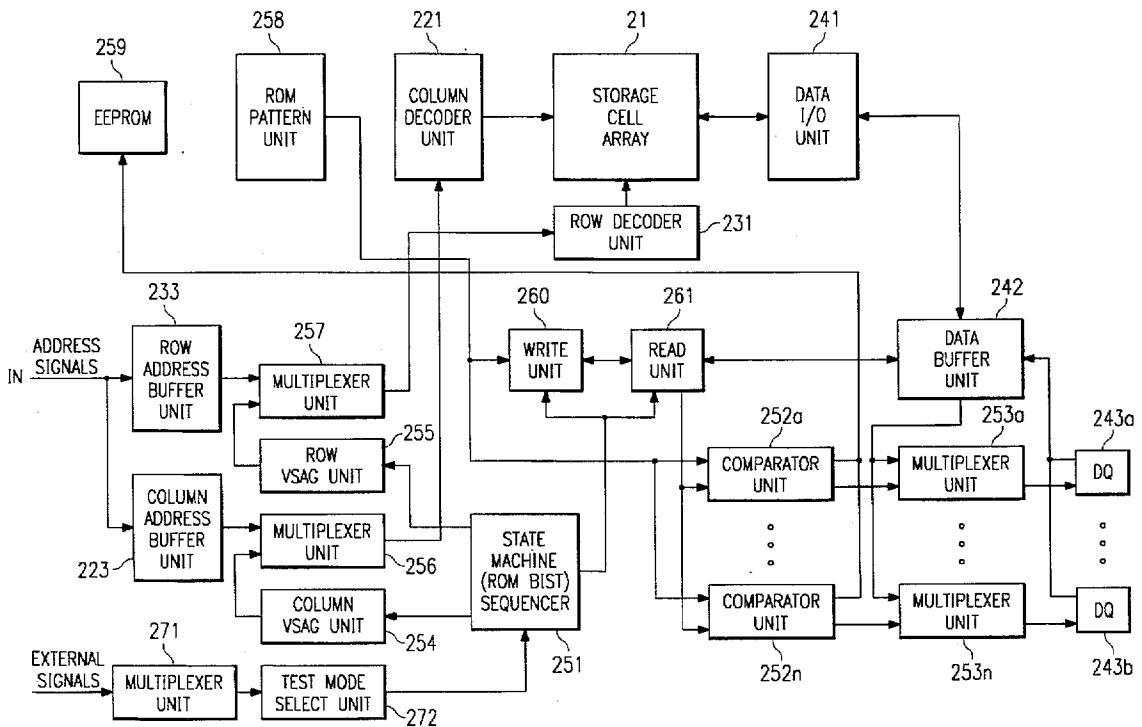 259
258
221
21
241
EEPROM
ROM
PATTERN
UNIT
COLUMN
DECODER
UNIT
STORAGE
CELL
ARRAY
DATA
I/O
UNIT
ROW DECODER
UNIT
231
233
260
261
242
ADDRESS
SIGNALS
IN
ROW
ADDRESS
BUFFER
UNIT
257
MULTIPLEXER
UNIT
WRITE
UNIT
READ
UNIT
DATA
BUFFER
UNIT
255
ROW
VSAG UNIT
252a
253a
243a
COMPARATOR
UNIT
MULTIPLEXER
UNIT
DQ
COLUMN
ADDRESS
BUFFER
UNIT
223
MULTIPLEXER
UNIT
256
STATE
MACHINE
(ROM BIST)
SEQUENCER
251
COLUMN
VSAG UNIT
254
COMPARATOR
UNIT
252n
MULTIPLEXER
UNIT
253n
DQ
243b
271
EXTERNAL
SIGNALS
MULTIPLEXER
UNIT
TEST MODE
SELECT UNIT
272